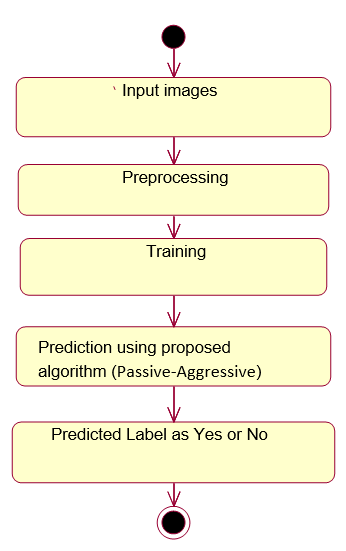 Input images
Preprocessing
Training
Prediction using proposed
algorithm (Passive-Aggressive)
Predicted Label as Yes or No